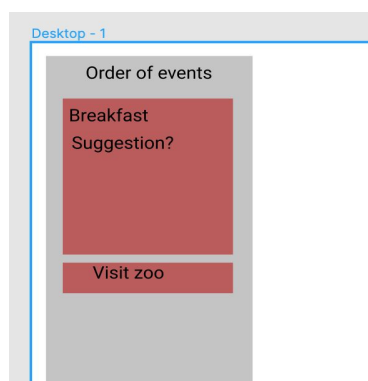 Desktop - 1
Order of events
Breakfast
Suggestion?
Visit zoo